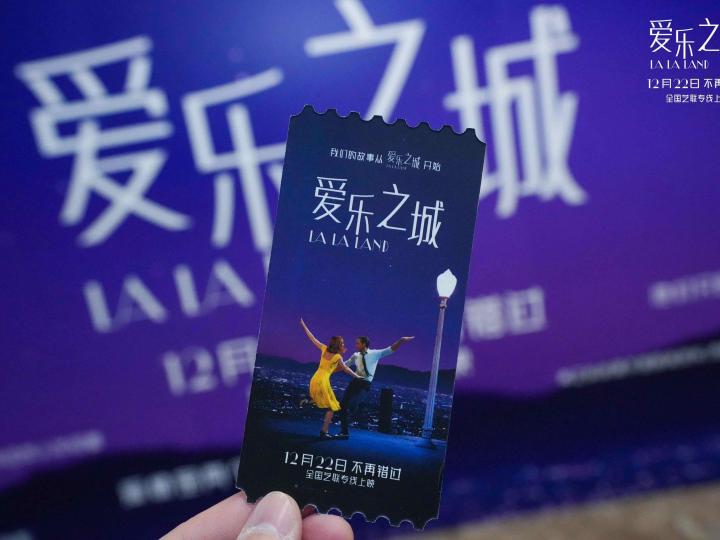 爱乐之城
LA LA LAND
12月22日 不再
全国艺联专线上
爱乐之城
LA LA
12月
错过
我们的故事从 爱乐之城 开始
LA LA LAND
爱乐之城
LA LA LAND
12月22日 不再错过
全国艺联专线上映